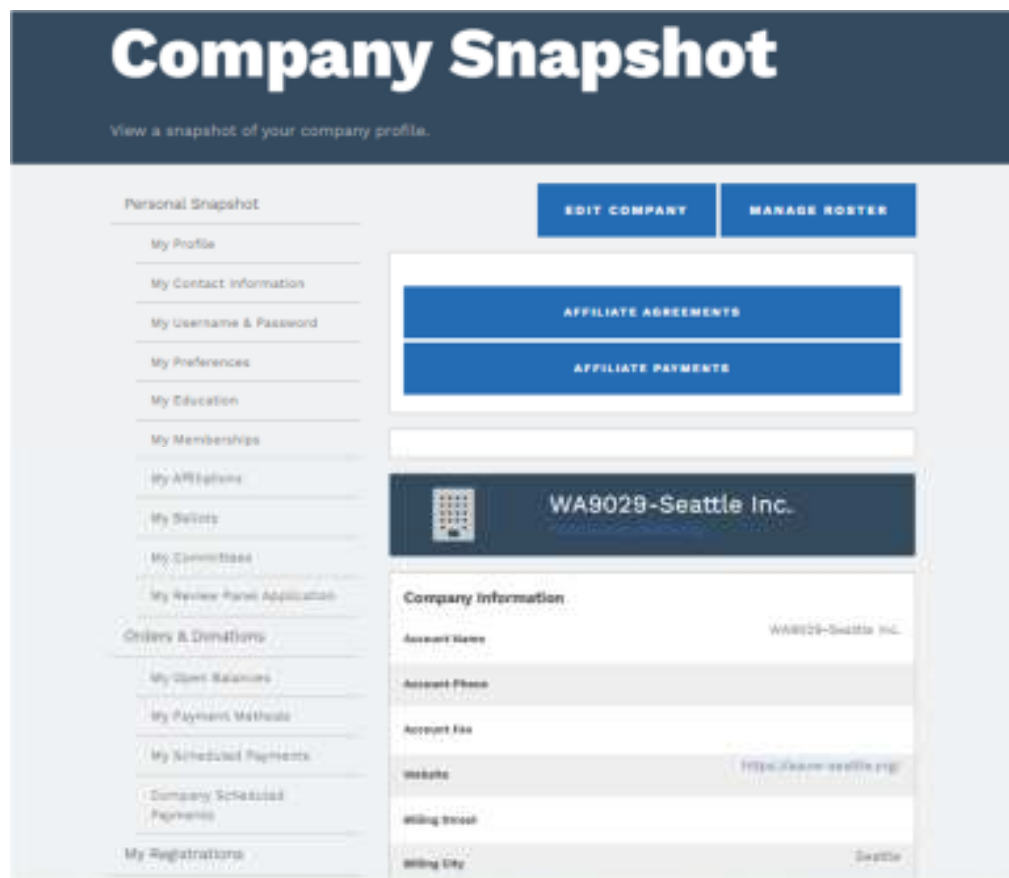 Company Snapshot
View a snapshot of your company profile.
Personal Snapshot
My Profile
My Contact Information
My Username & Password
My Preferences
My Education
My Memberships
My Affiliations
My Ballots
My Committees
My Review Panel Application
Orders & Donations
My Open Balances
My Payment Methods
My Scheduled Payments
Company Scheduled
Payments
My Registrations
EDIT COMPANY
MANAGE ROSTER
AFFILIATE AGREEMENTS
AFFILIATE PAYMENTS
WA9029-Seattle Inc.
Company Information
Account Name
WA9029-Seattle Inc.
Account Phone
Account Fax
Website
Billing Street
Billing City
Seattle